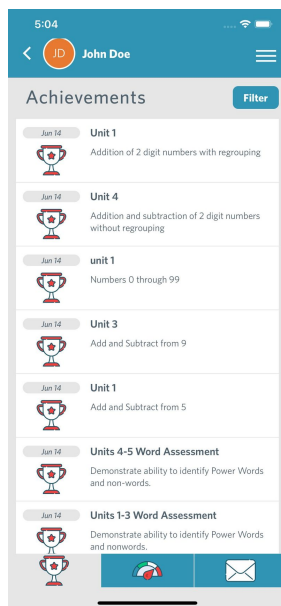 5:04
JD
John Doe
Achievements
Filter
Jun 14
Unit 1
Addition of 2 digit numbers with regrouping
Jun 14
Unit 4
Addition and subtraction of 2 digit numbers
without regrouping
Jun 14
unit 1
Numbers 0 through 99
Jun 14
Unit 3
Add and Subtract from 9
Jun 14
Unit 1
Add and Subtract from 5
Jun 14
Units 4-5 Word Assessment
Demonstrate ability to identify Power Words
and non-words.
Jun 14
Units 1-3 Word Assessment
Demonstrate ability to identify Power Words
and nonwords.